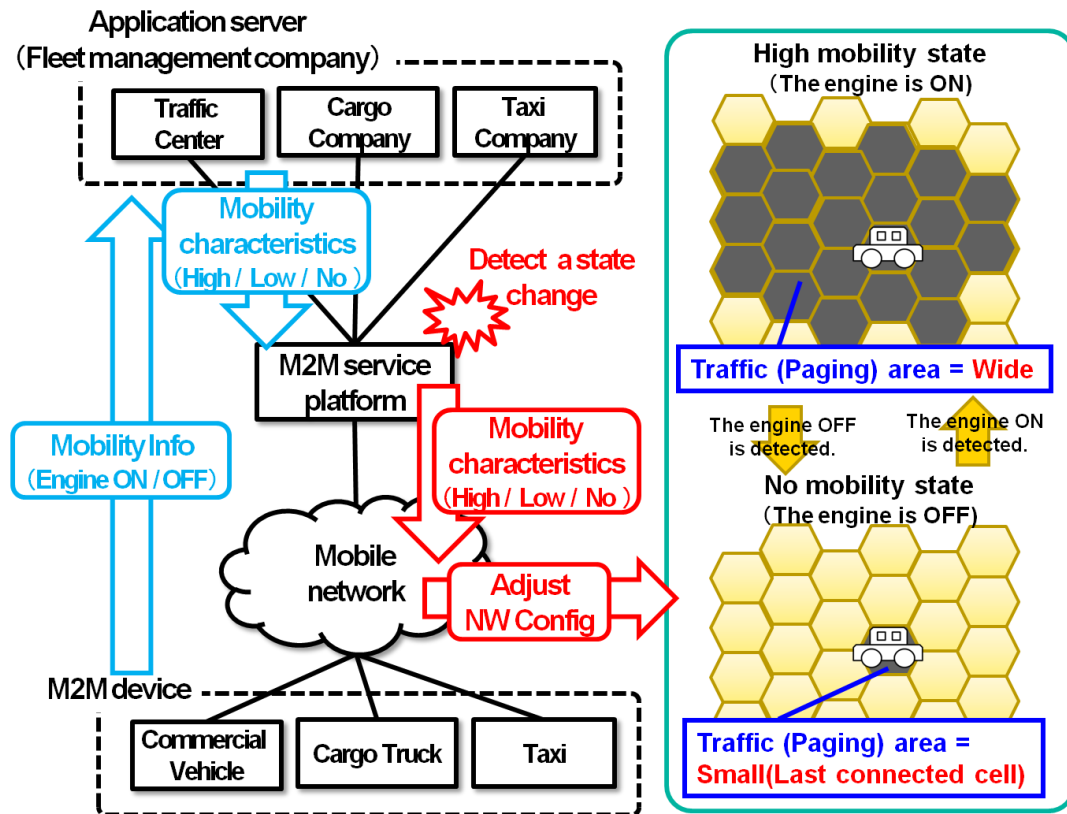 Application server
（Fleet management company）
Traffic
Center
Cargo
Company
Taxi
Company
Mobility
characteristics
（High / Low / No ）
Detect a state
change
M2M service
platform
Mobility Info
（Engine ON / OFF）
Mobility
characteristics
（High / Low / No ）
Mobile
network
Adjust
NW Config
M2M device
Commercial
Vehicle
Cargo Truck
Taxi
High mobility state
（The engine is ON）
Traffic (Paging) area = Wide
The engine OFF
is detected.
The engine ON
is detected.
No mobility state
（The engine is OFF）
Traffic (Paging) area =
Small(Last connected cell)